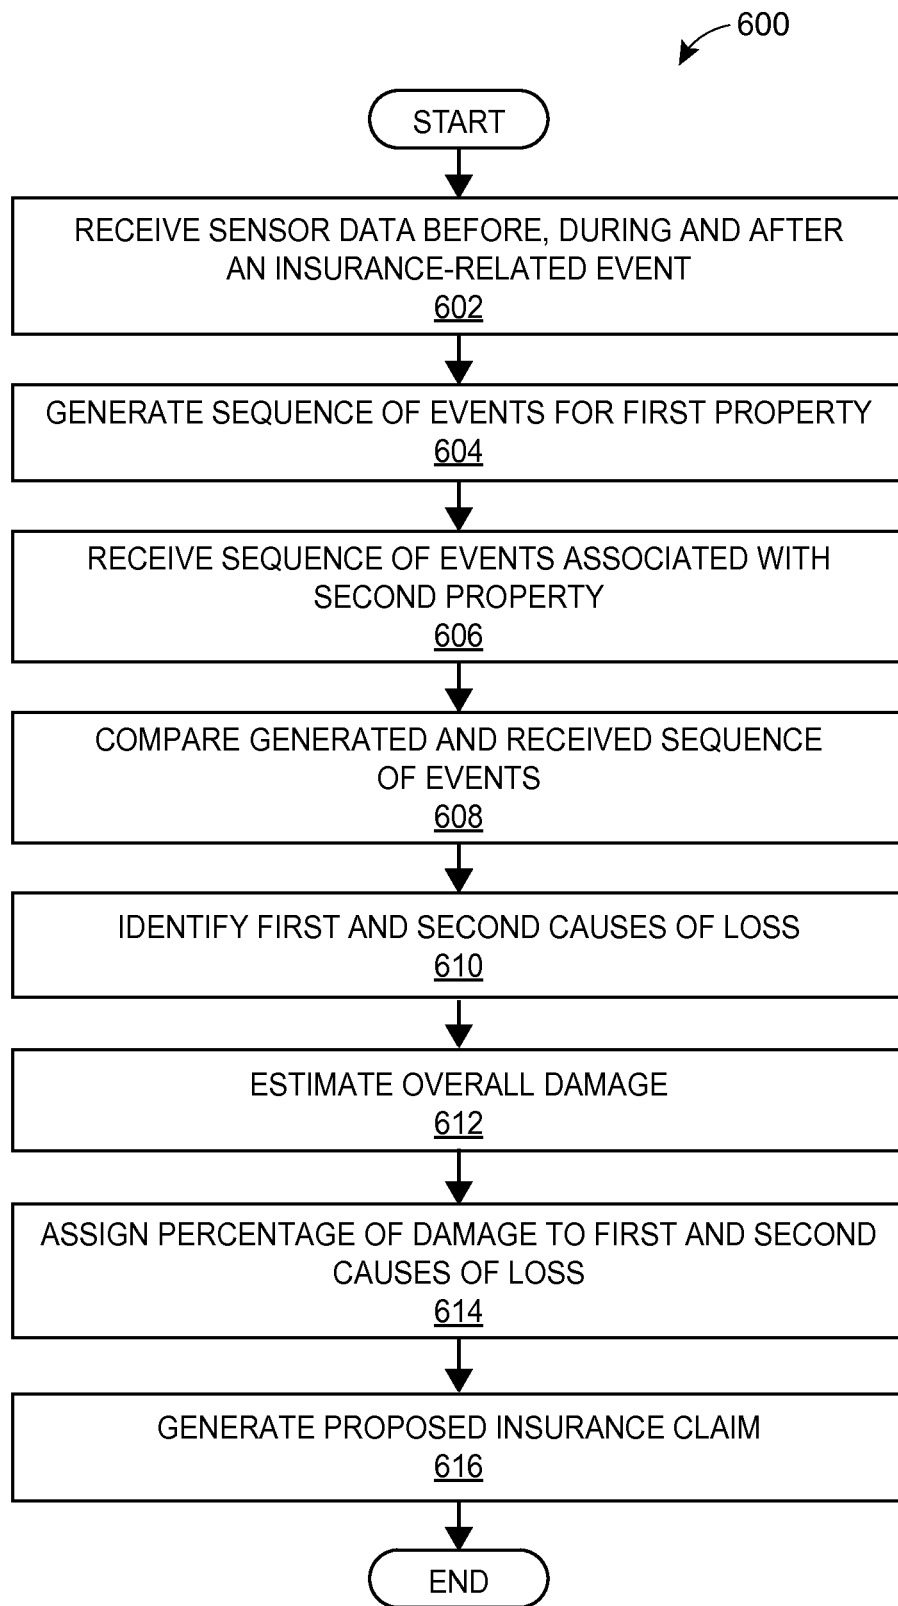 600
START
RECEIVE SENSOR DATA BEFORE, DURING AND AFTER
AN INSURANCE-RELATED EVENT
602
GENERATE SEQUENCE OF EVENTS FOR FIRST PROPERTY
604
RECEIVE SEQUENCE OF EVENTS ASSOCIATED WITH
SECOND PROPERTY
606
COMPARE GENERATED AND RECEIVED SEQUENCE
OF EVENTS
608
IDENTIFY FIRST AND SECOND CAUSES OF LOSS
610
ESTIMATE OVERALL DAMAGE
612
ASSIGN PERCENTAGE OF DAMAGE TO FIRST AND SECOND
CAUSES OF LOSS
614
GENERATE PROPOSED INSURANCE CLAIM
616
END